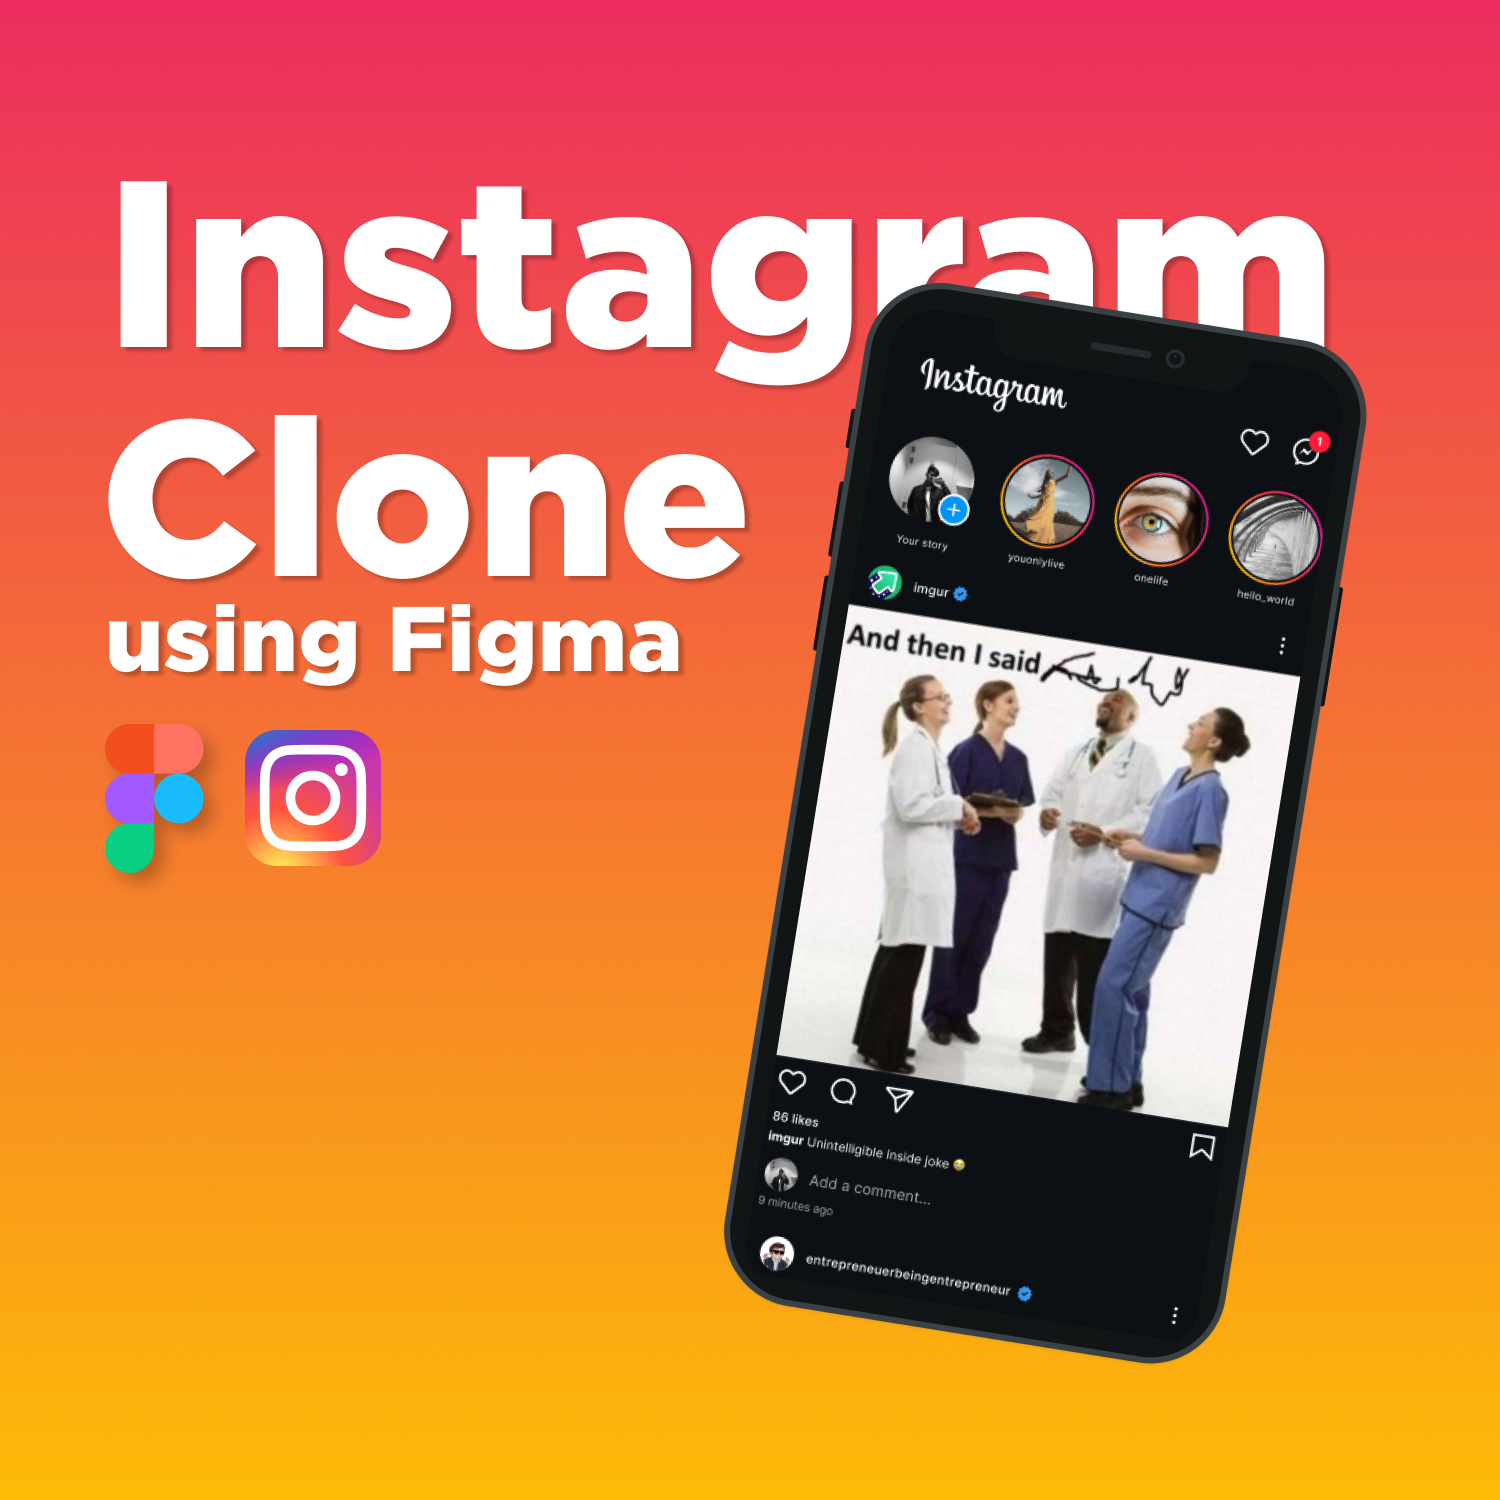 Instagram
Clone
using Figma
Instagram
1
Your story
youonlylive
onelife
hello_world
imgur
And then I said
86 likes
imgur Unintelligible inside joke 😭
Add a comment...
9 minutes ago
entrepreneuerbeingentrepreneur